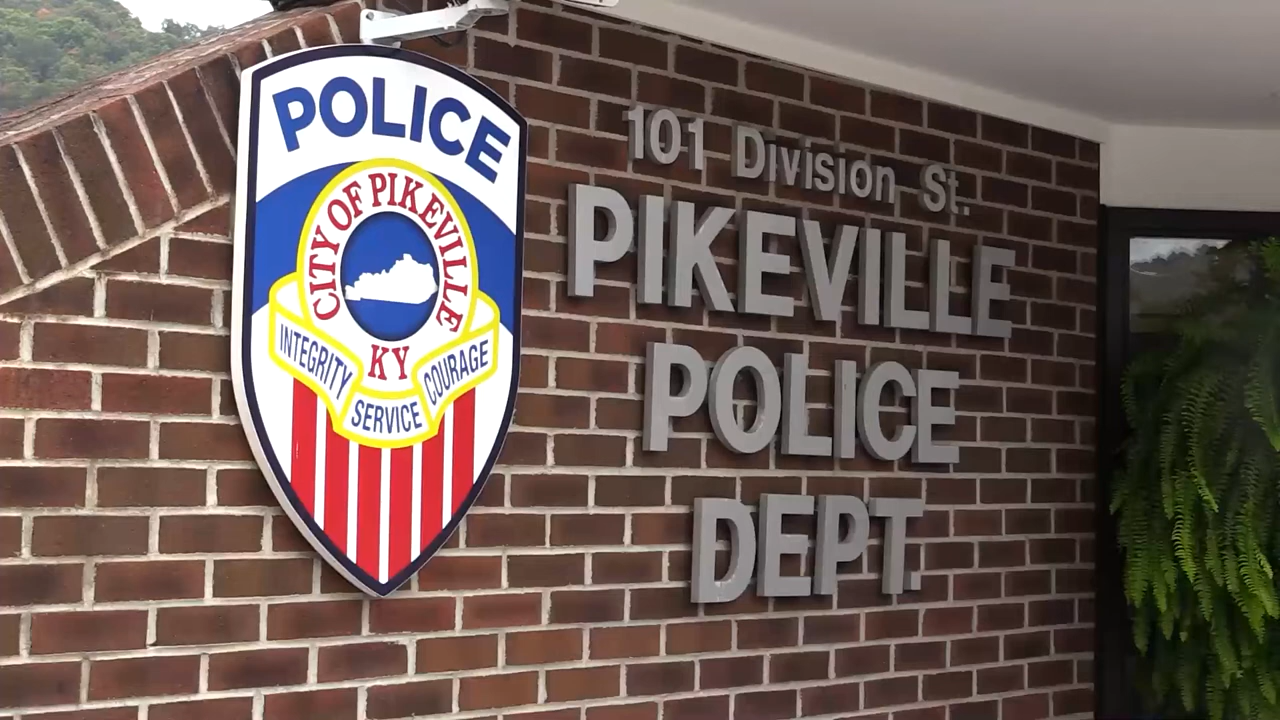 POLICE
CITY OF PIKEVILLE
KY
INTEGRITY
SERVICE
COURAGE
101 Division St.
PIKEVILLE
POLICE
DEPT.